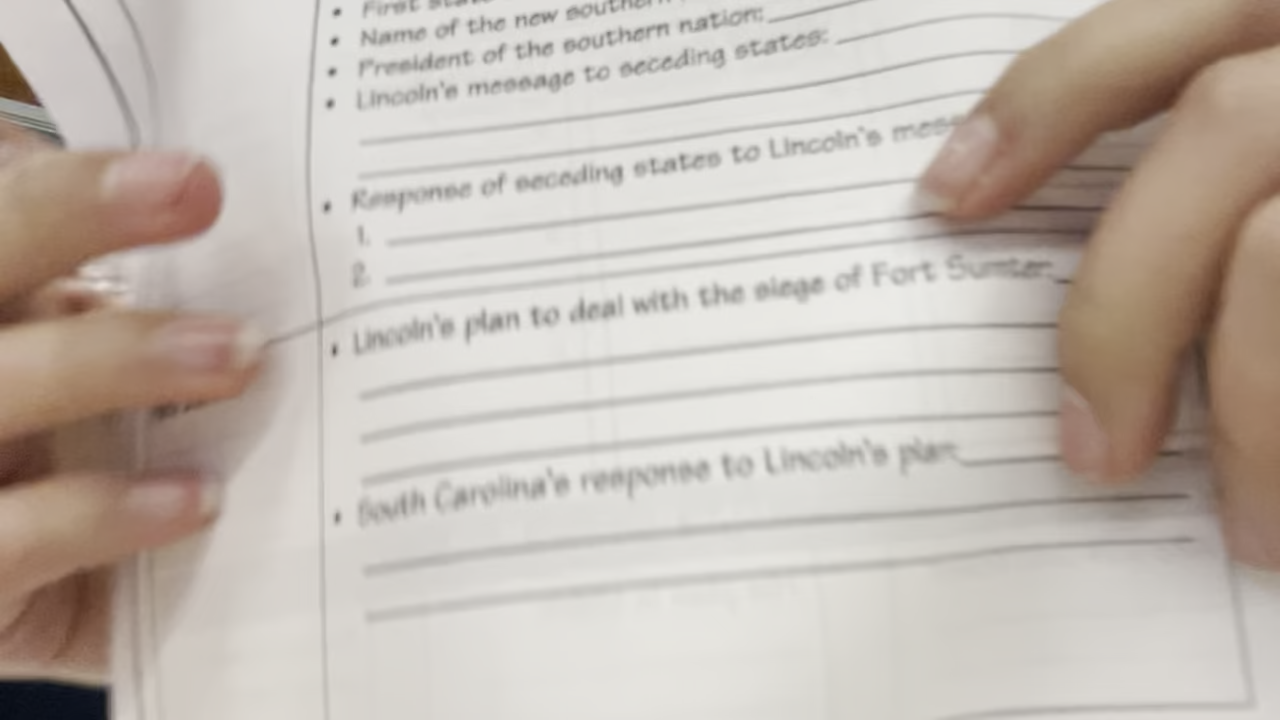 • First
• Name of the new southern
• President of the southern nation:
• Lincoln's message to seceding states:
• Response of seceding states to Lincoln's
1.
2.
• Lincoln's plan to deal with the siege of Fort Sumter
• South Carolina's response to Lincoln's plan